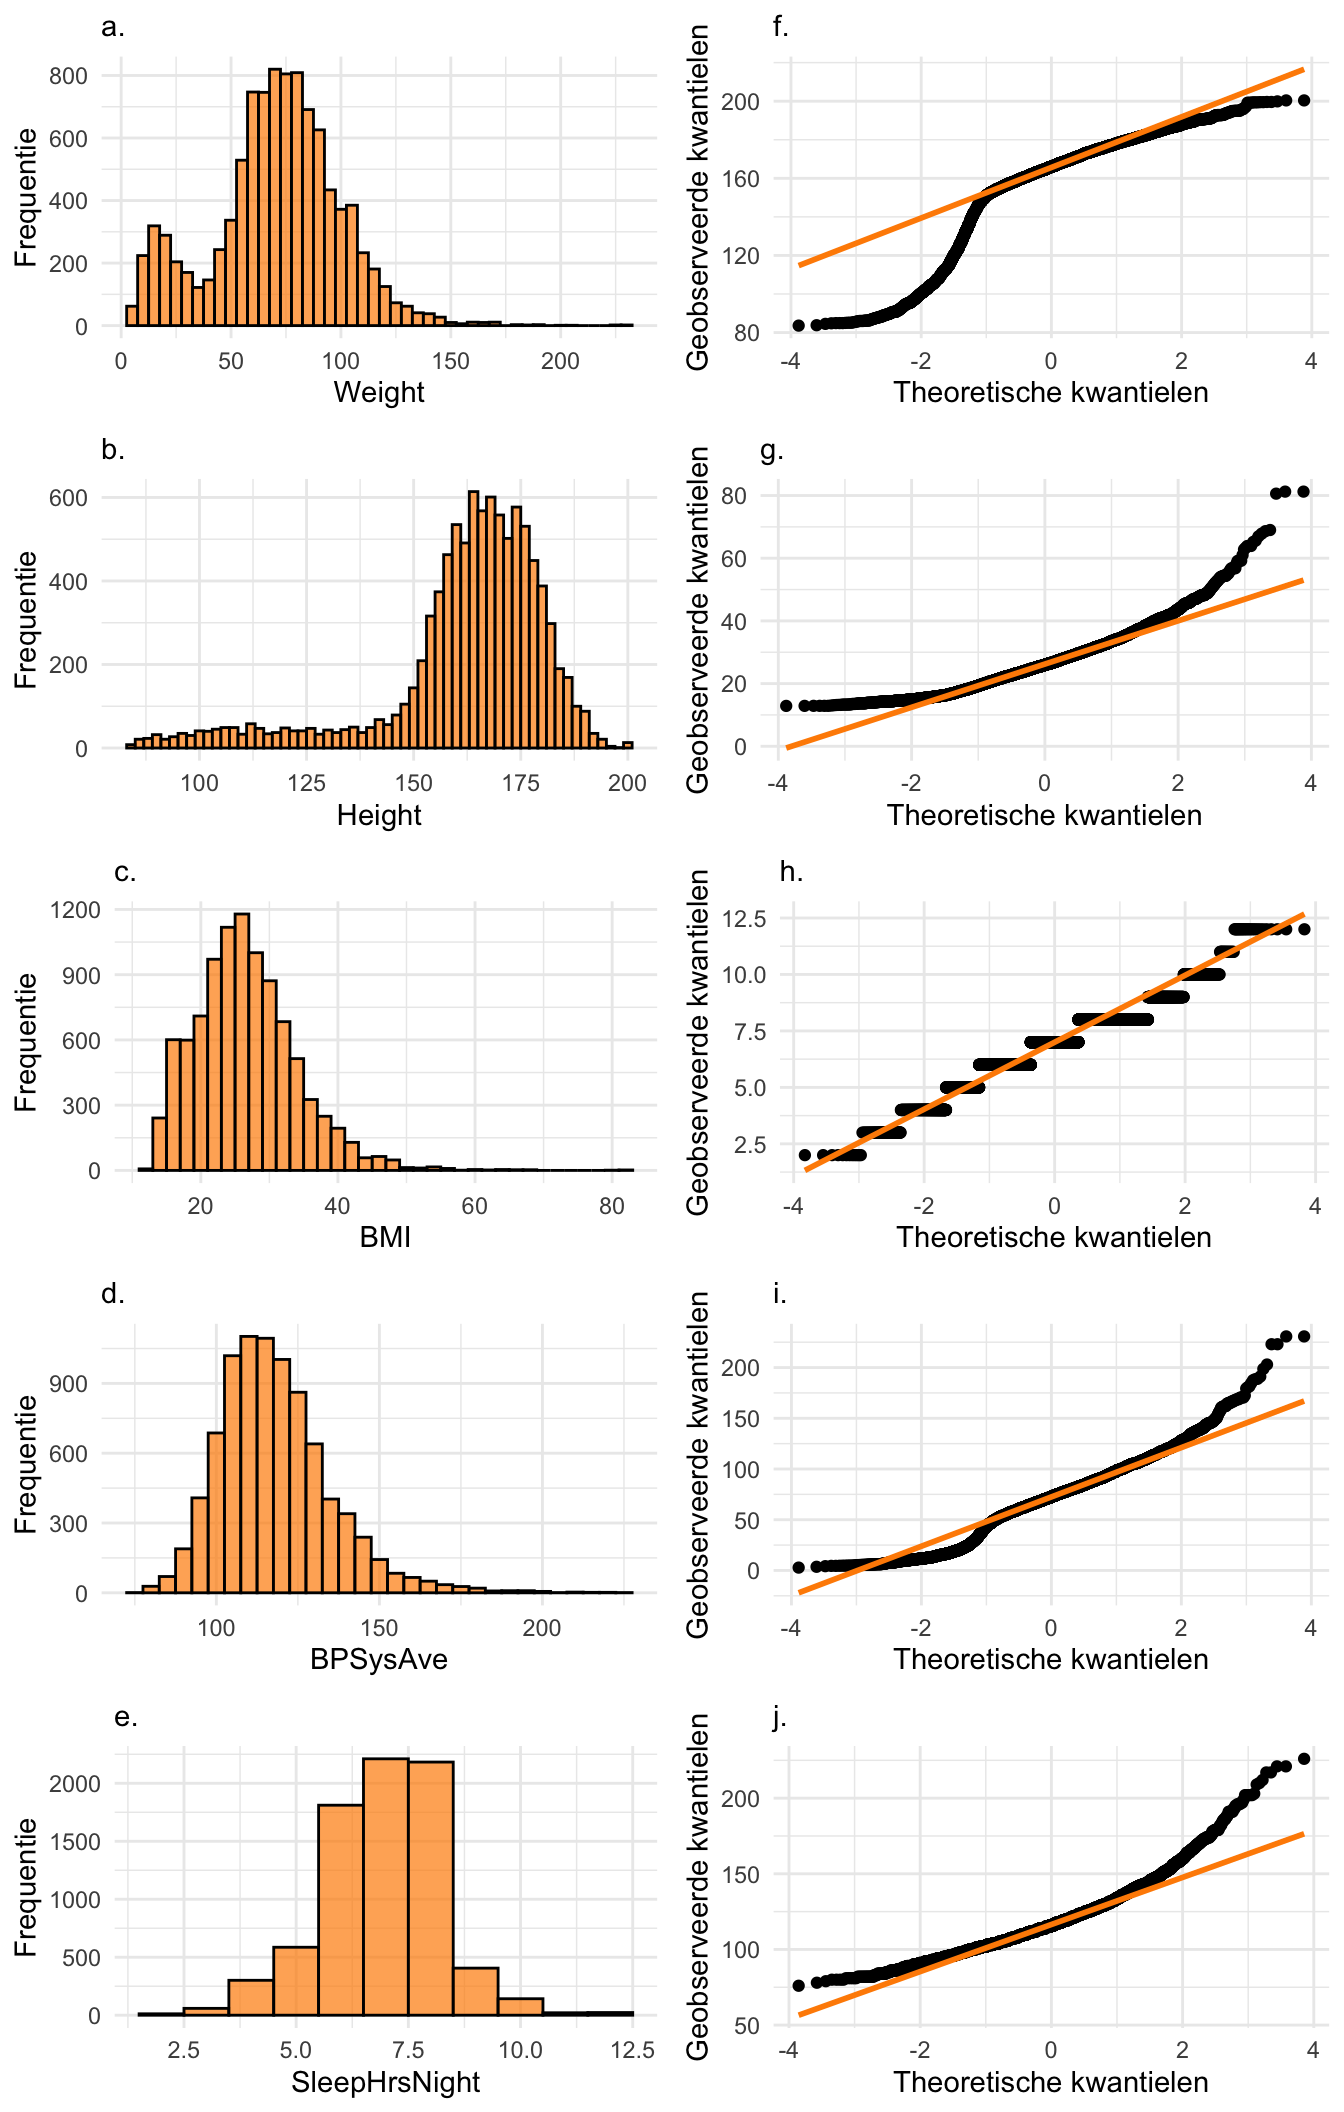 a.
Frequentie
800
600
400
200
0
0 50 100 150 200
Weight
f.
Geobserveerde kwantielen
200
160
120
80
-4 -2 0 2 4
Theoretische kwantielen
b.
Frequentie
600
400
200
0
100 125 150 175 200
Height
g.
Geobserveerde kwantielen
80
60
40
20
0
-4 -2 0 2 4
Theoretische kwantielen
c.
Frequentie
1200
900
600
300
0
20 40 60 80
BMI
h.
Geobserveerde kwantielen
12.5
10.0
7.5
5.0
2.5
-4 -2 0 2 4
Theoretische kwantielen
d.
Frequentie
900
600
300
0
100 150 200
BPSysAve
i.
Geobserveerde kwantielen
200
150
100
50
0
-4 -2 0 2 4
Theoretische kwantielen
e.
Frequentie
2000
1500
1000
500
0
2.5 5.0 7.5 10.0 12.5
SleepHrsNight
j.
Geobserveerde kwantielen
200
150
100
50
-4 -2 0 2 4
Theoretische kwantielen